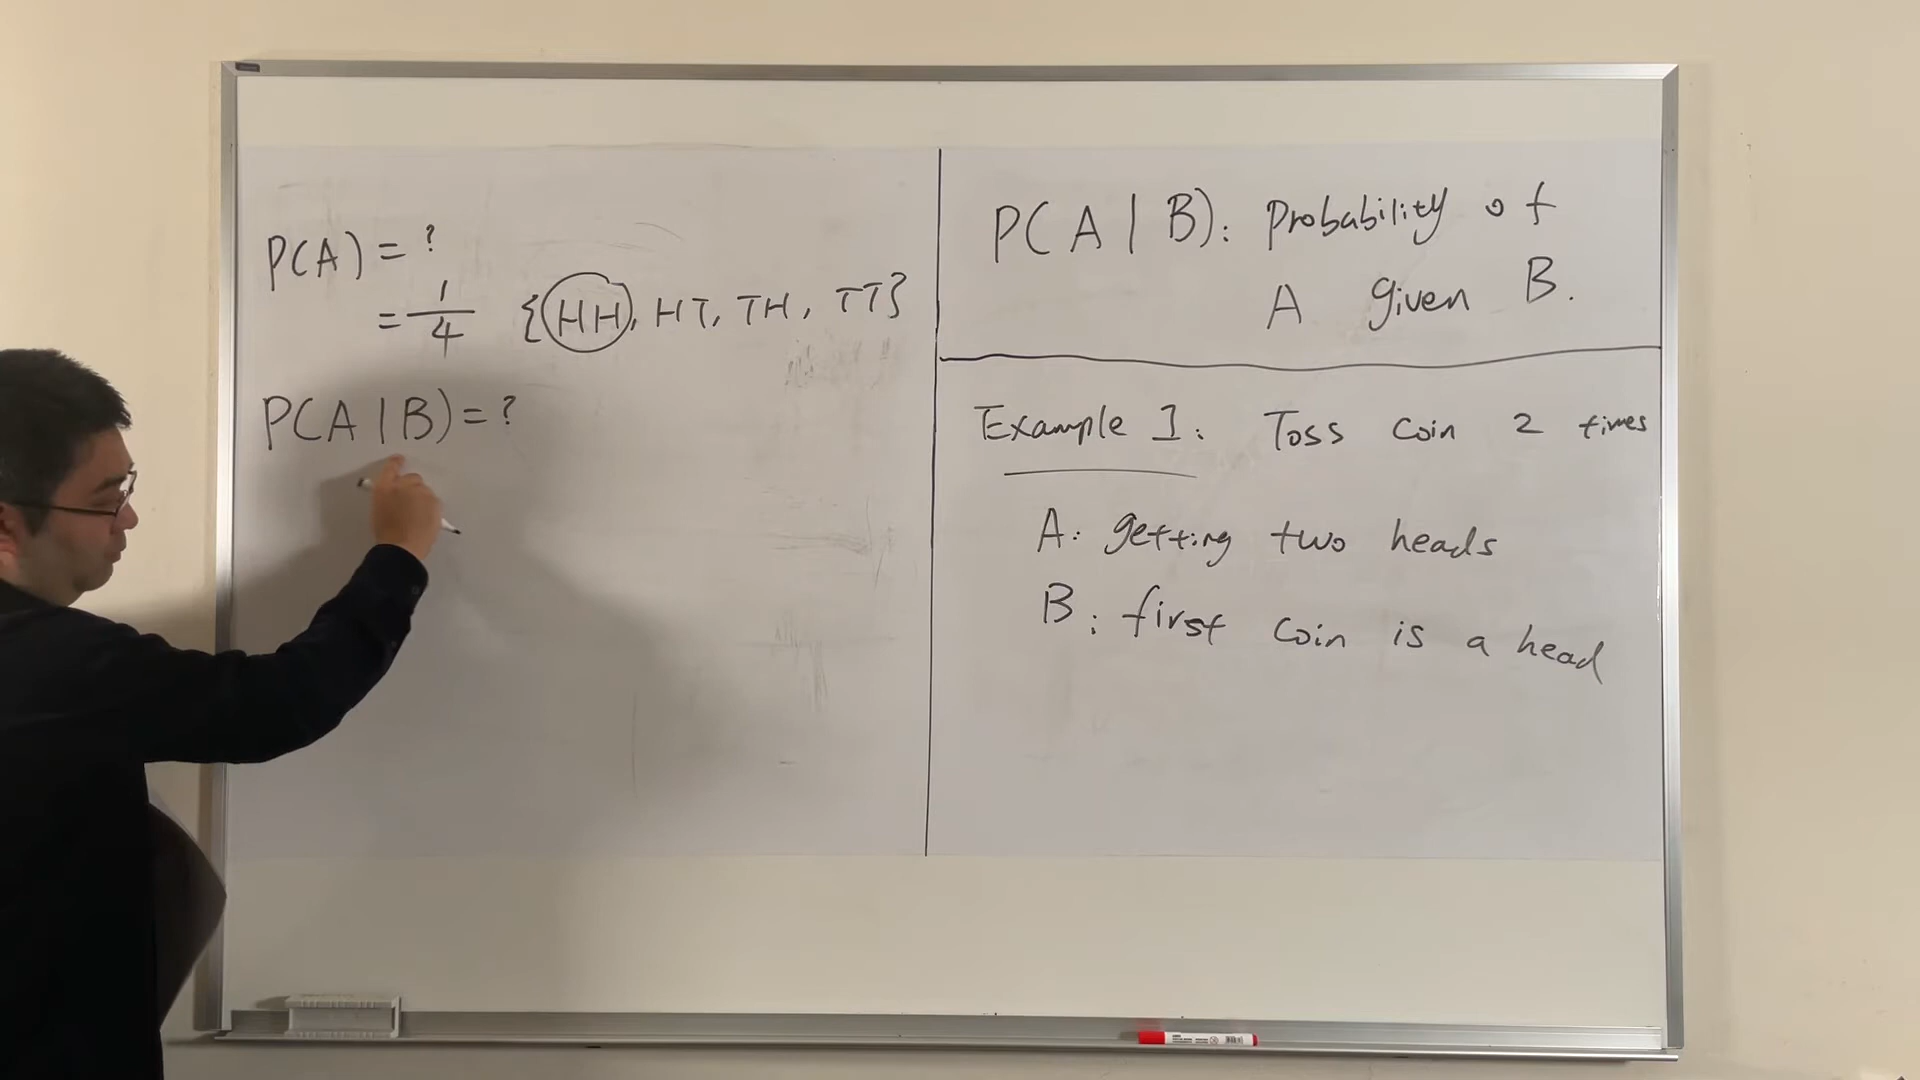 P(A) = ?
= 1/4 {HH, HT, TH, TT}
P(A | B) = ?
P(A | B): Probability of
A given B.
Example 1: Toss coin 2 times
A: getting two heads
B: first coin is a head